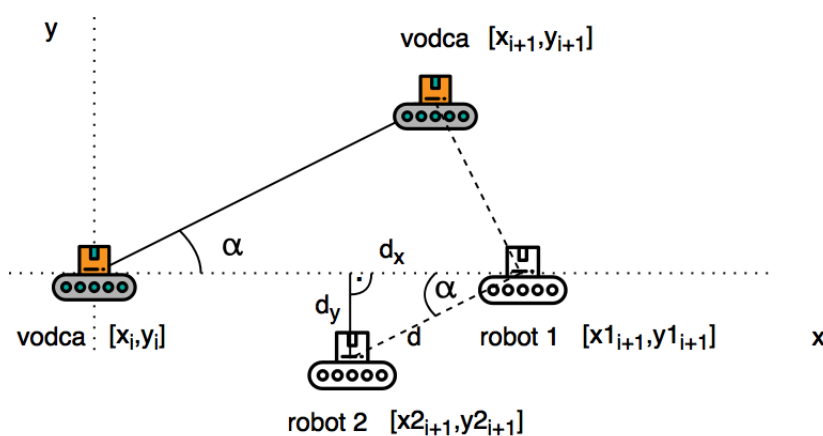 y
vodca [xᵢ₊₁,yᵢ₊₁]
α
dₓ
α
d_y
d
vodca [xᵢ,yᵢ]
robot 1 [x1ᵢ₊₁,y1ᵢ₊₁]
x
robot 2 [x2ᵢ₊₁,y2ᵢ₊₁]